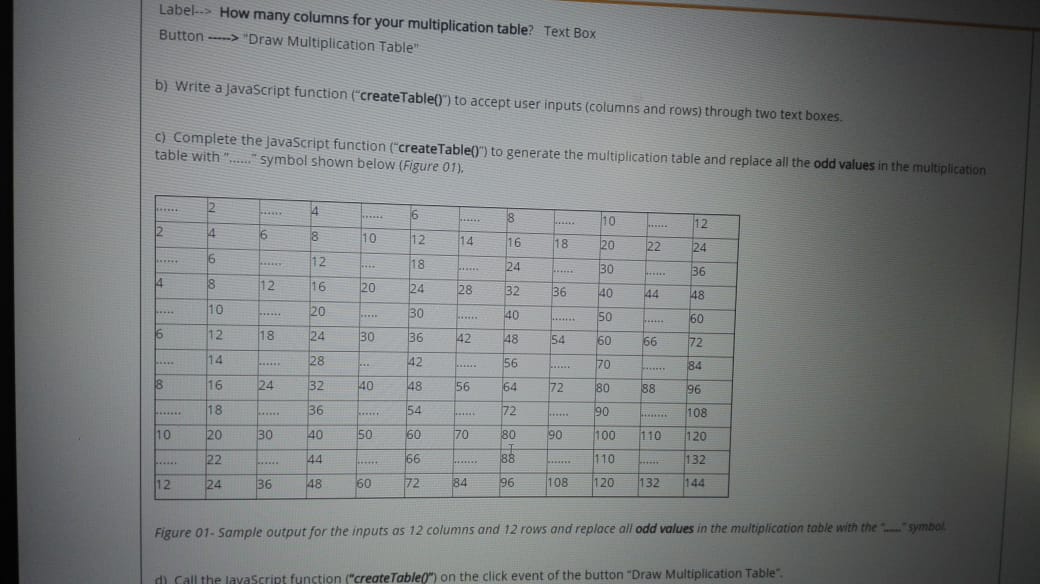 Label--> How many columns for your multiplication table? Text Box
Button -----> "Draw Multiplication Table"
b) Write a JavaScript function ("createTable()") to accept user inputs (columns and rows) through two text boxes.
c) Complete the JavaScript function ("createTable()") to generate the multiplication table and replace all the odd values in the multiplication
table with "......" symbol shown below (Figure 01),
...... 2 ...... 4 ...... 6 ...... 8 ...... 10 ...... 12
2 4 6 8 10 12 14 16 18 20 22 24
...... 6 ...... 12 .... 18 ...... 24 ...... 30 ...... 36
4 8 12 16 20 24 28 32 36 40 44 48
..... 10 ...... 20 ..... 30 ...... 40 ....... 50 ...... 60
6 12 18 24 30 36 42 48 54 60 66 72
..... 14 ...... 28 ... 42 ...... 56 ...... 70 ....... 84
8 16 24 32 40 48 56 64 72 80 88 96
....... 18 ...... 36 ...... 54 ...... 72 ...... 90 ........ 108
10 20 30 40 50 60 70 80 90 100 110 120
...... 22 ...... 44 ...... 66 ....... 88 ....... 110 ...... 132
12 24 36 48 60 72 84 96 108 120 132 144
Figure 01- Sample output for the inputs as 12 columns and 12 rows and replace all odd values in the multiplication table with the "......" symbol.
d) Call the JavaScript function ("createTable()") on the click event of the button "Draw Multiplication Table".